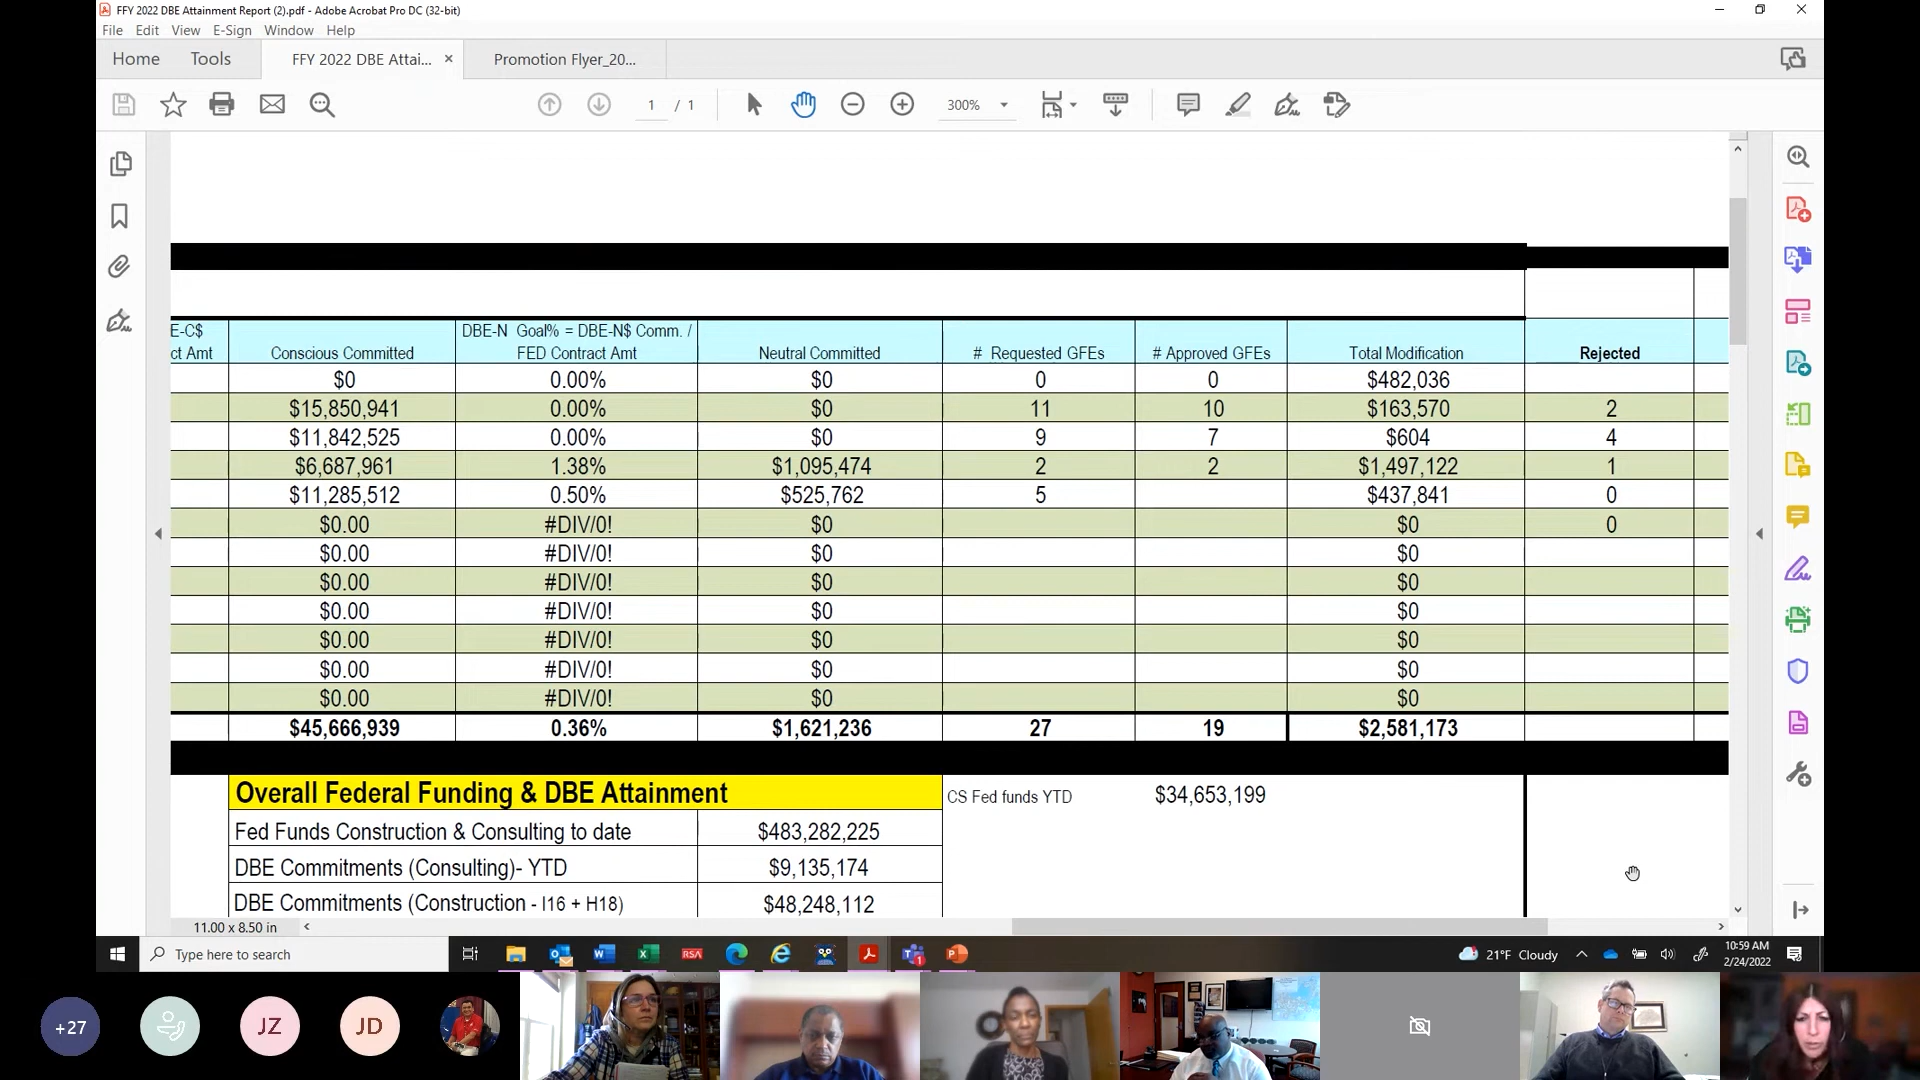 FFY 2022 DBE Attainment Report (2).pdf - Adobe Acrobat Pro DC (32-bit)
File Edit View E-Sign Window Help
Home Tools FFY 2022 DBE Attai... × Promotion Flyer_20...
1 / 1 300%
E-C$ DBE-N Goal% = DBE-N$ Comm. /
ct Amt Conscious Committed FED Contract Amt Neutral Committed # Requested GFEs # Approved GFEs Total Modification Rejected
$0 0.00% $0 0 0 $482,036
$15,850,941 0.00% $0 11 10 $163,570 2
$11,842,525 0.00% $0 9 7 $604 4
$6,687,961 1.38% $1,095,474 2 2 $1,497,122 1
$11,285,512 0.50% $525,762 5 $437,841 0
$0.00 #DIV/0! $0 $0 0
$0.00 #DIV/0! $0 $0
$0.00 #DIV/0! $0 $0
$0.00 #DIV/0! $0 $0
$0.00 #DIV/0! $0 $0
$0.00 #DIV/0! $0 $0
$0.00 #DIV/0! $0 $0
$45,666,939 0.36% $1,621,236 27 19 $2,581,173
Overall Federal Funding & DBE Attainment CS Fed funds YTD $34,653,199
Fed Funds Construction & Consulting to date $483,282,225
DBE Commitments (Consulting)- YTD $9,135,174
DBE Commitments (Construction - I16 + H18) $48,248,112
11.00 x 8.50 in
Type here to search RSA 1 21°F Cloudy 10:59 AM
2/24/2022
+27 JZ JD